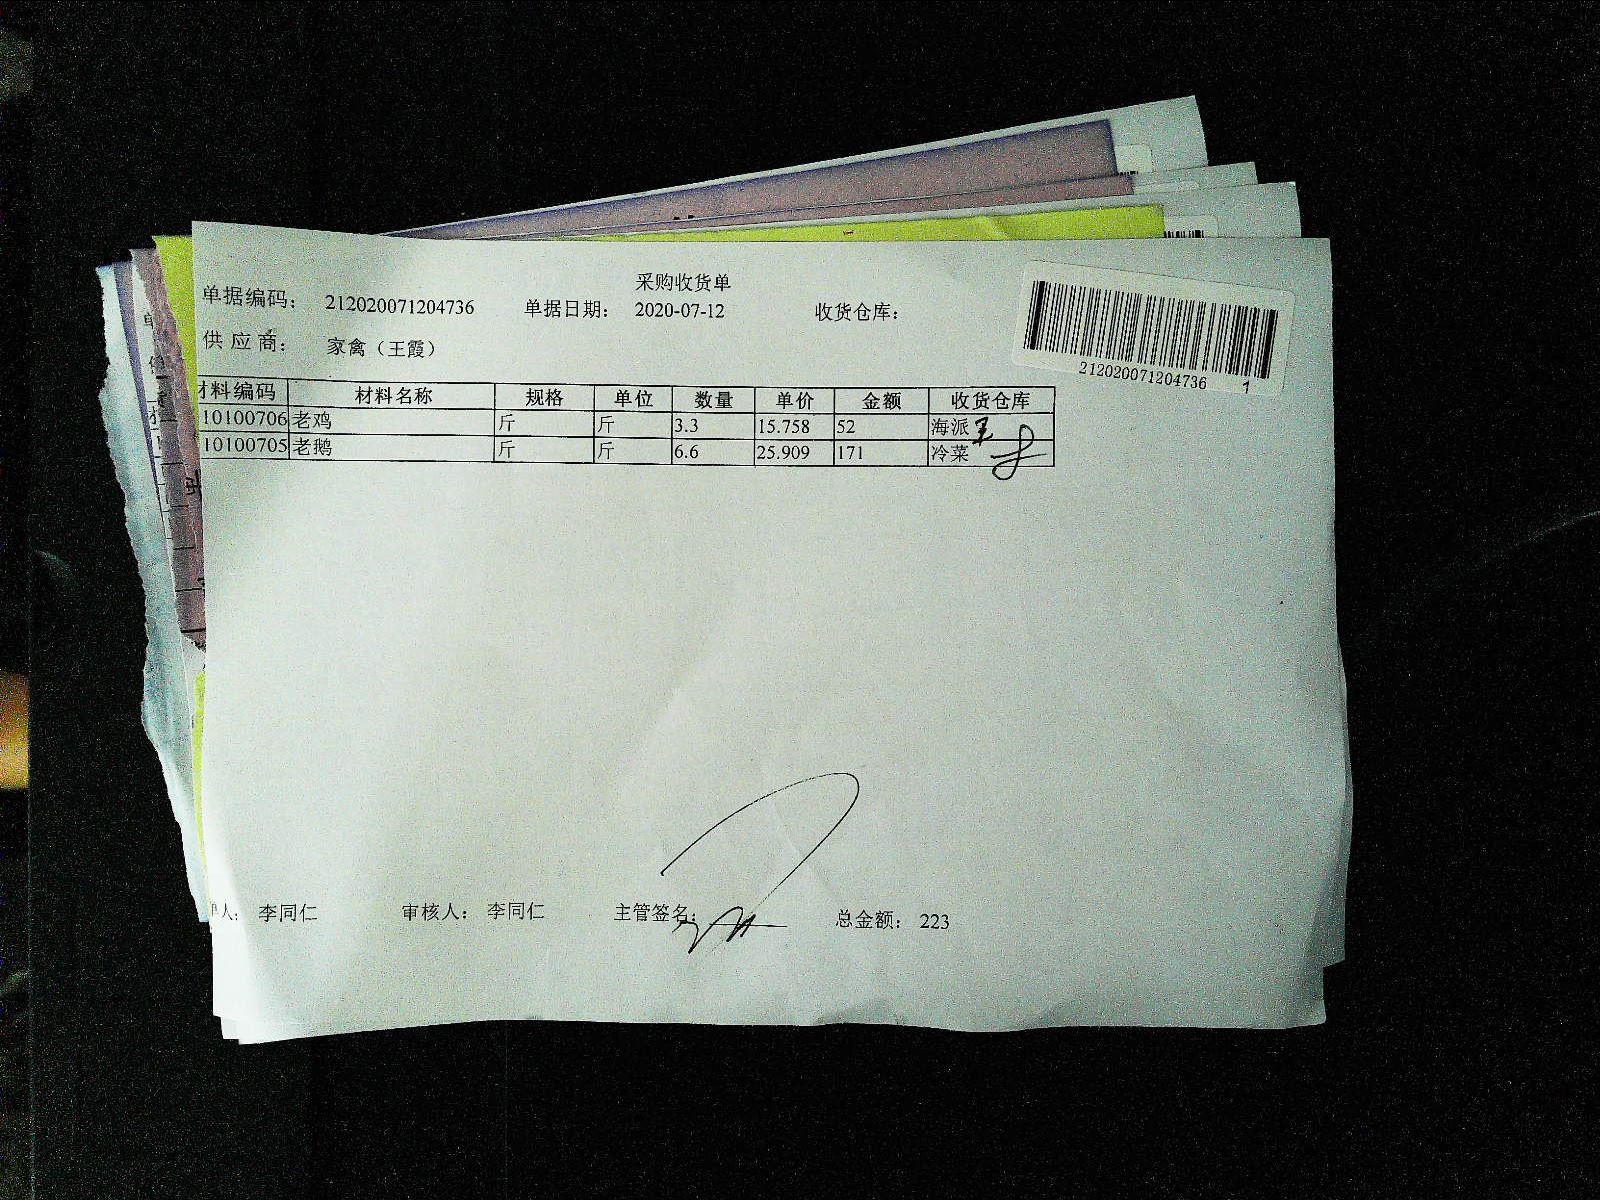 采购收货单
单据编码： 212020071204736 单据日期： 2020-07-12 收货仓库：
供应商： 家禽（王霞）
212020071204736 1
材料编码 材料名称 规格 单位 数量 单价 金额 收货仓库
10100706 老鸡 斤 斤 3.3 15.758 52 海派
10100705 老鹅 斤 斤 6.6 25.909 171 冷菜
单人： 李同仁 审核人： 李同仁 主管签名： 总金额： 223